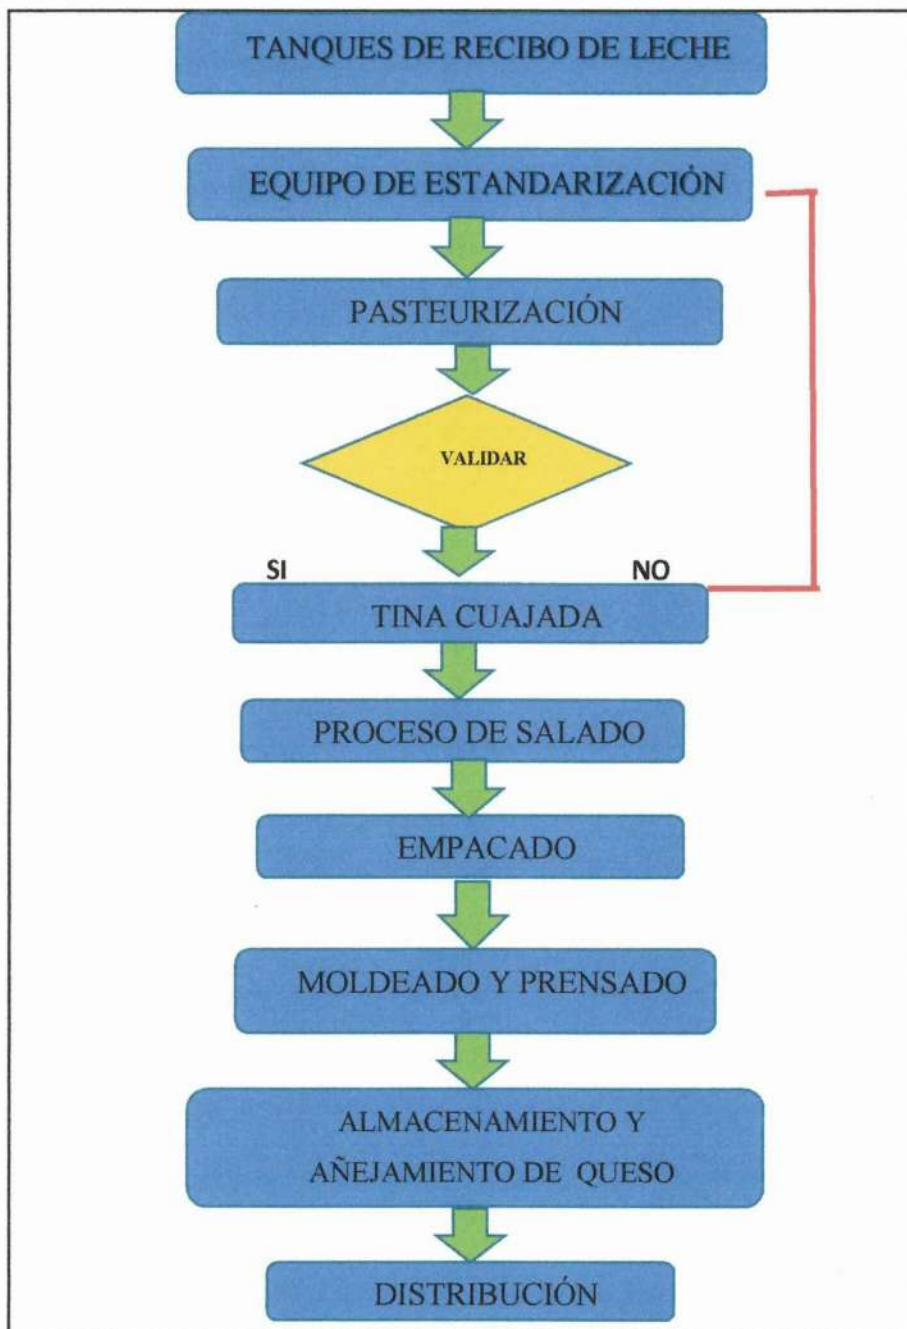 TANQUES DE RECIBO DE LECHE
EQUIPO DE ESTANDARIZACIÓN
PASTEURIZACIÓN
VALIDAR
SI NO
TINA CUAJADA
PROCESO DE SALADO
EMPACADO
MOLDEADO Y PRENSADO
ALMACENAMIENTO Y
AÑEJAMIENTO DE QUESO
DISTRIBUCIÓN